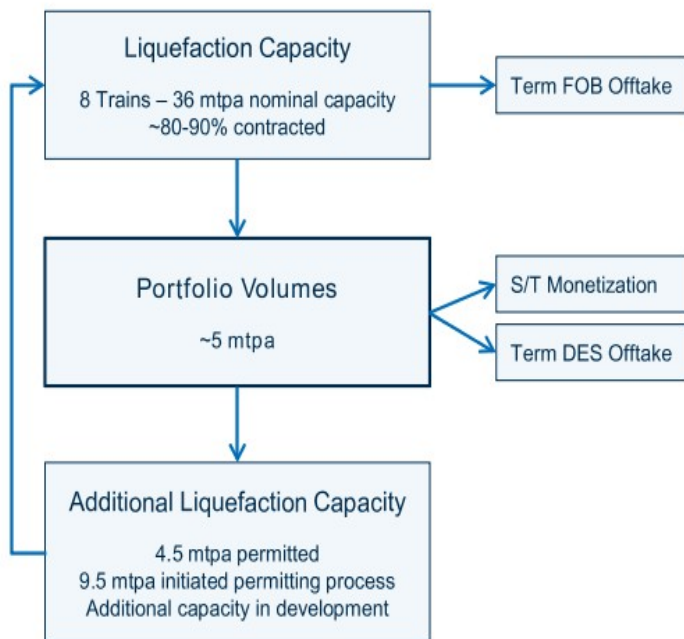 Liquefaction Capacity
8 Trains – 36 mtpa nominal capacity
~80-90% contracted
Term FOB Offtake
Portfolio Volumes
~5 mtpa
S/T Monetization
Term DES Offtake
Additional Liquefaction Capacity
4.5 mtpa permitted
9.5 mtpa initiated permitting process
Additional capacity in development